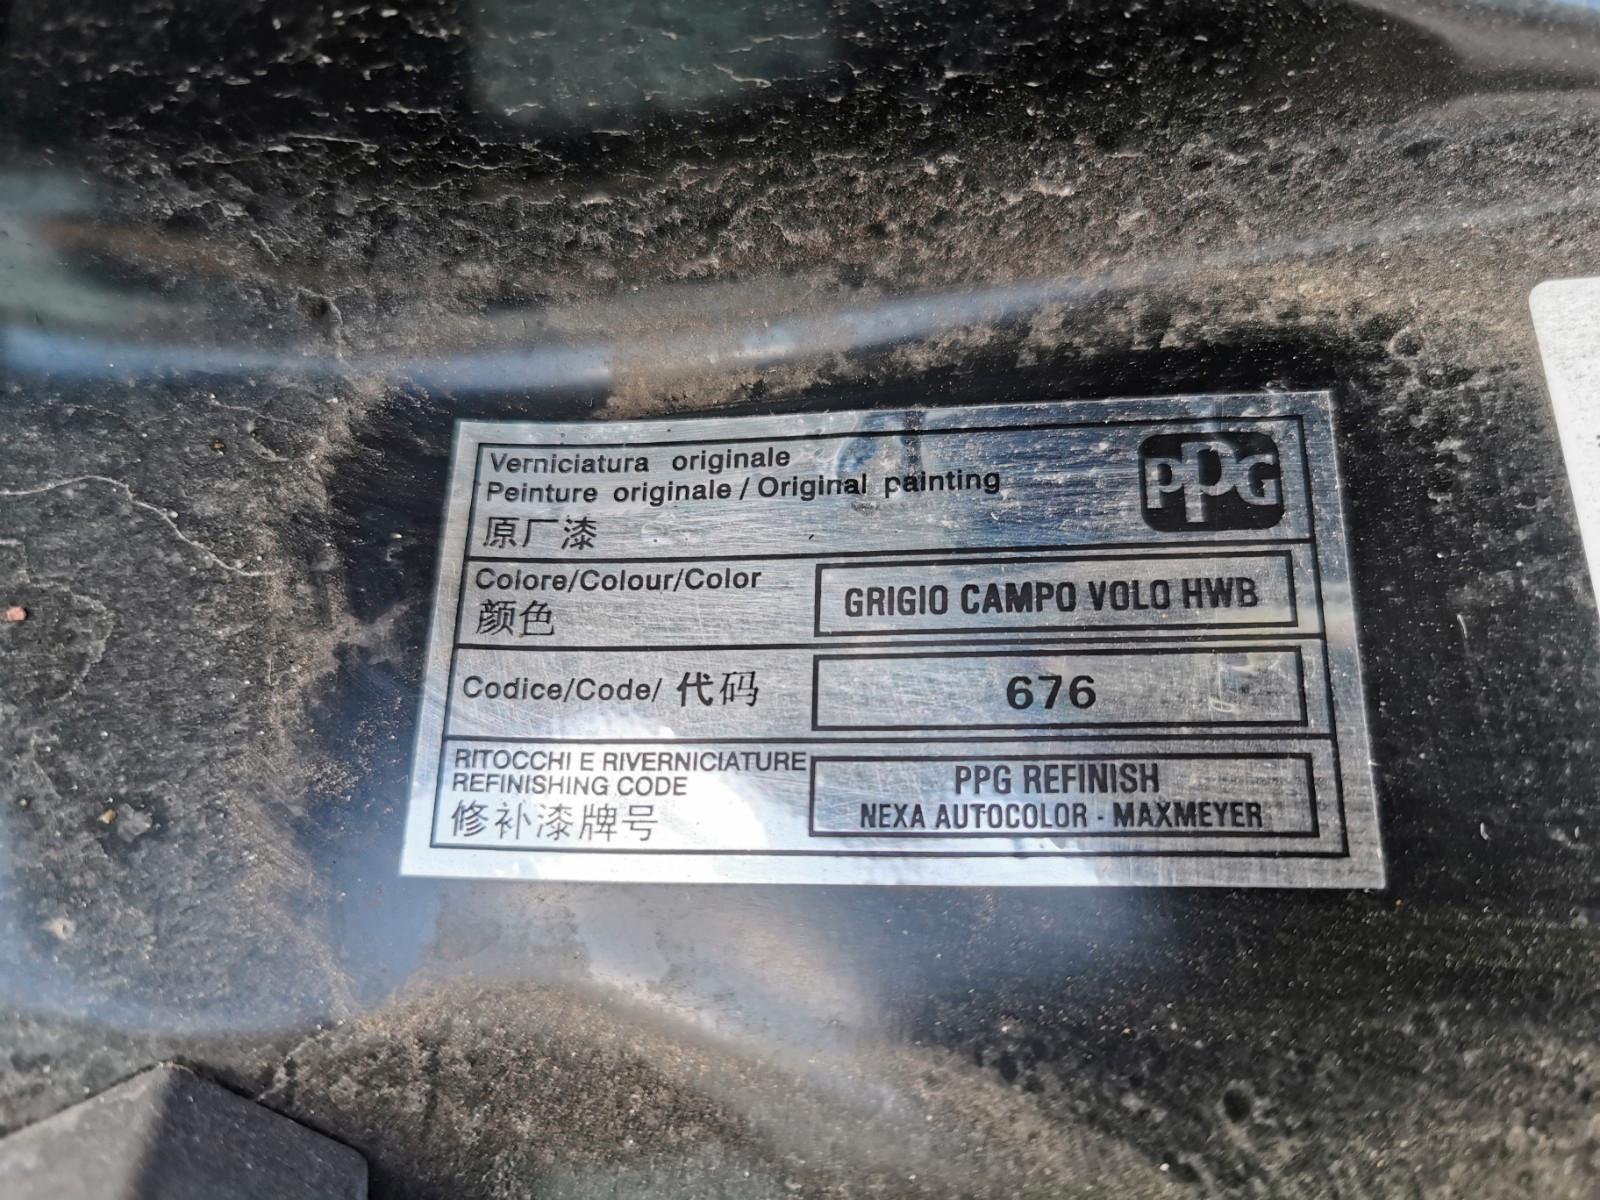 Verniciatura originale
Peinture originale / Original painting
原厂漆
PPG
Colore/Colour/Color
颜色
GRIGIO CAMPO VOLO HWB
Codice/Code/ 代码
676
RITOCCHI E RIVERNICIATURE
REFINISHING CODE
修补漆牌号
PPG REFINISH
NEXA AUTOCOLOR - MAXMEYER